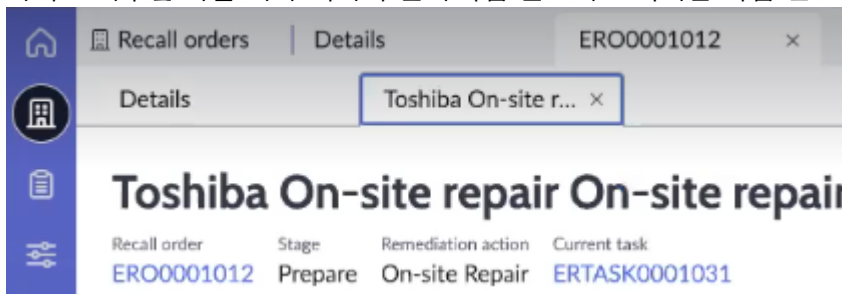 Recall orders Details ERO0001012
Details Toshiba On-site r...
Toshiba On-site repair On-site repair
Recall order Stage Remediation action Current task
ERO0001012 Prepare On-site Repair ERTASK0001031